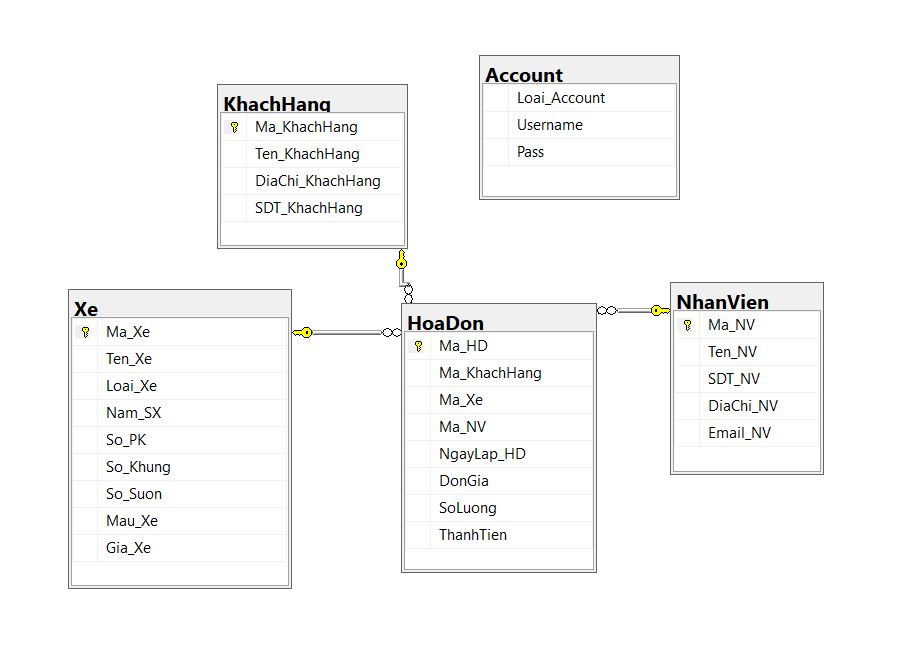 KhachHang
Ma_KhachHang
Ten_KhachHang
DiaChi_KhachHang
SDT_KhachHang
Account
Loai_Account
Username
Pass
Xe
Ma_Xe
Ten_Xe
Loai_Xe
Nam_SX
So_PK
So_Khung
So_Suon
Mau_Xe
Gia_Xe
HoaDon
Ma_HD
Ma_KhachHang
Ma_Xe
Ma_NV
NgayLap_HD
DonGia
SoLuong
ThanhTien
NhanVien
Ma_NV
Ten_NV
SDT_NV
DiaChi_NV
Email_NV